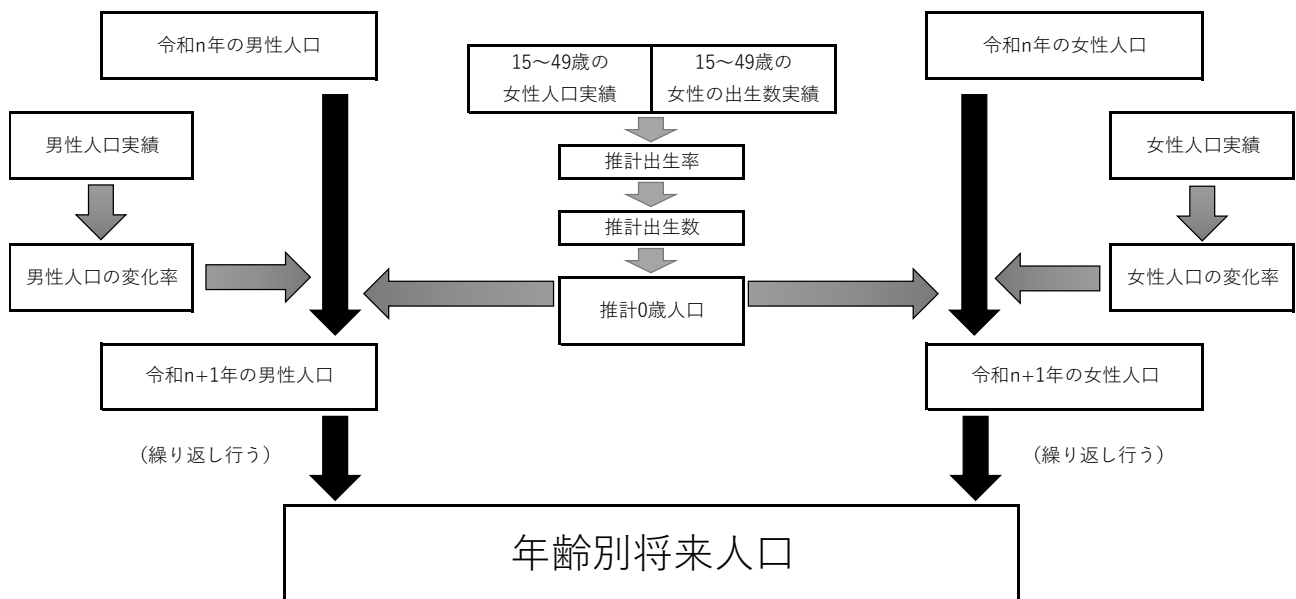 令和n年の男性人口
令和n年の女性人口
15～49歳の
女性人口実績
15～49歳の
女性の出生数実績
男性人口実績
女性人口実績
推計出生率
推計出生数
男性人口の変化率
女性人口の変化率
推計0歳人口
令和n+1年の男性人口
令和n+1年の女性人口
（繰り返し行う）
（繰り返し行う）
年齢別将来人口